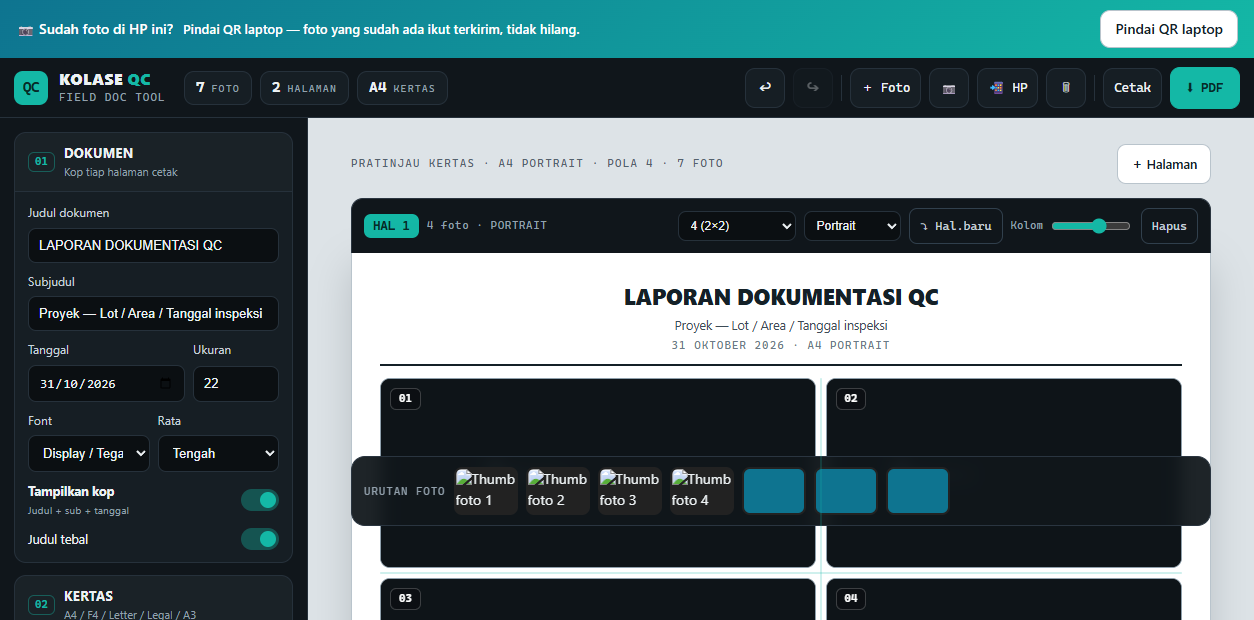 Sudah foto di HP ini? Pindai QR laptop — foto yang sudah ada ikut terkirim, tidak hilang.
Pindai QR laptop
QC
KOLASE QC
FIELD DOC TOOL
7 FOTO
2 HALAMAN
A4 KERTAS
+ Foto
HP
Cetak
⬇ PDF
01
DOKUMEN
Kop tiap halaman cetak
Judul dokumen
LAPORAN DOKUMENTASI QC
Subjudul
Proyek — Lot / Area / Tanggal inspeksi
Tanggal
Ukuran
31/10/2026
22
Font
Rata
Display / Tega
Tengah
Tampilkan kop
Judul + sub + tanggal
Judul tebal
02
KERTAS
A4 / F4 / Letter / Legal / A3
PRATINJAU KERTAS · A4 PORTRAIT · POLA 4 · 7 FOTO
+ Halaman
HAL 1
4 foto · PORTRAIT
4 (2×2)
Portrait
⤵ Hal.baru
Kolom
Hapus
LAPORAN DOKUMENTASI QC
Proyek — Lot / Area / Tanggal inspeksi
31 OKTOBER 2026 · A4 PORTRAIT
01
02
URUTAN FOTO
Thumb foto 1
Thumb foto 2
Thumb foto 3
Thumb foto 4
03
04